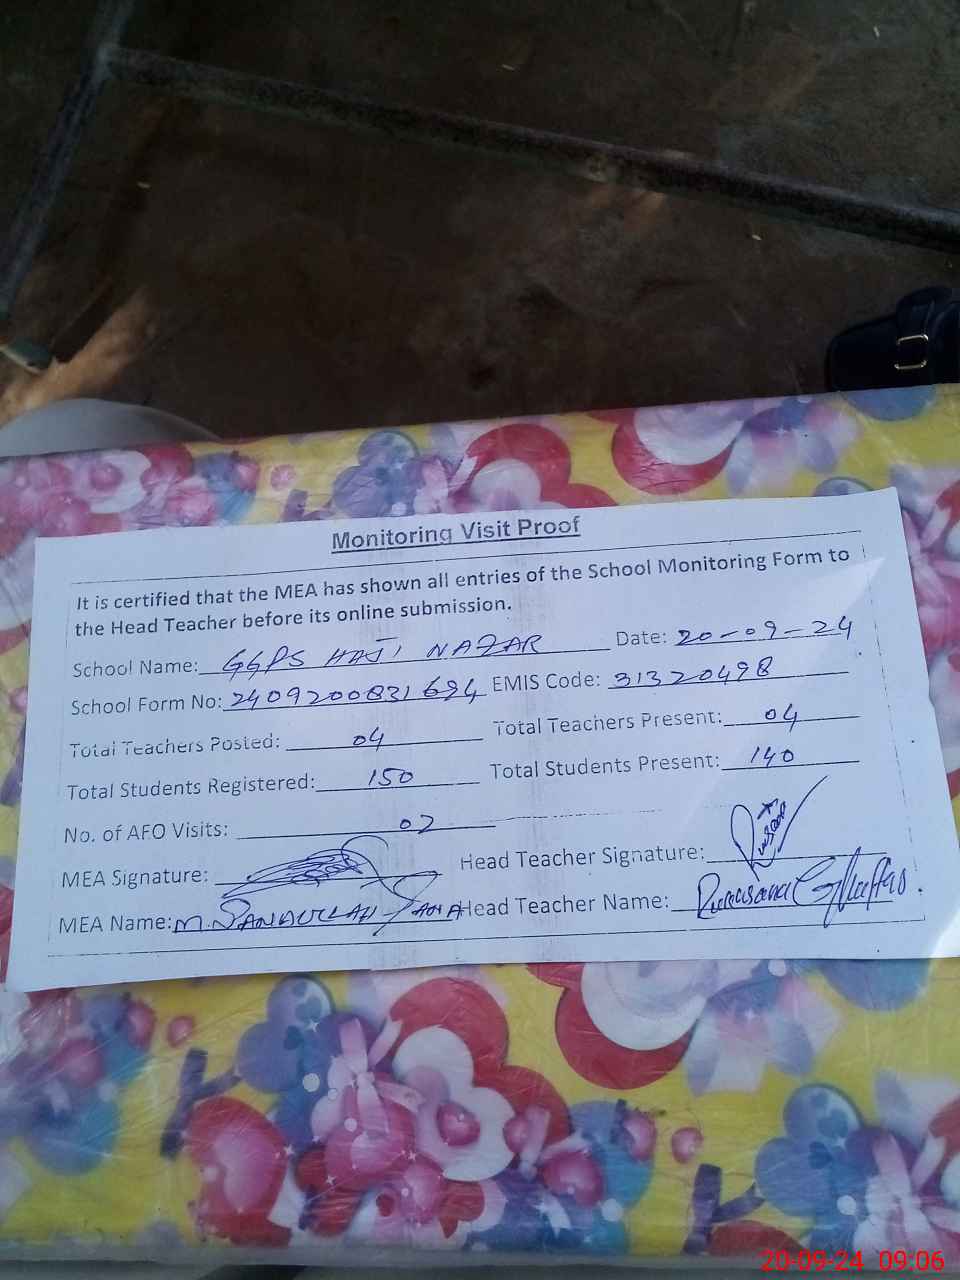 Monitoring Visit Proof
It is certified that the MEA has shown all entries of the School Monitoring Form to
the Head Teacher before its online submission.
School Name: GGPS HAJI NAZAR Date: 20-09-24
School Form No: 2409200831694 EMIS Code: 31320498
Total Teachers Posted: 04 Total Teachers Present: 04
Total Students Registered: 150 Total Students Present: 140
No. of AFO Visits: 02
MEA Signature: Head Teacher Signature:
MEA Name: M. SANAULLAH Head Teacher Name:
20-09-24 09:06